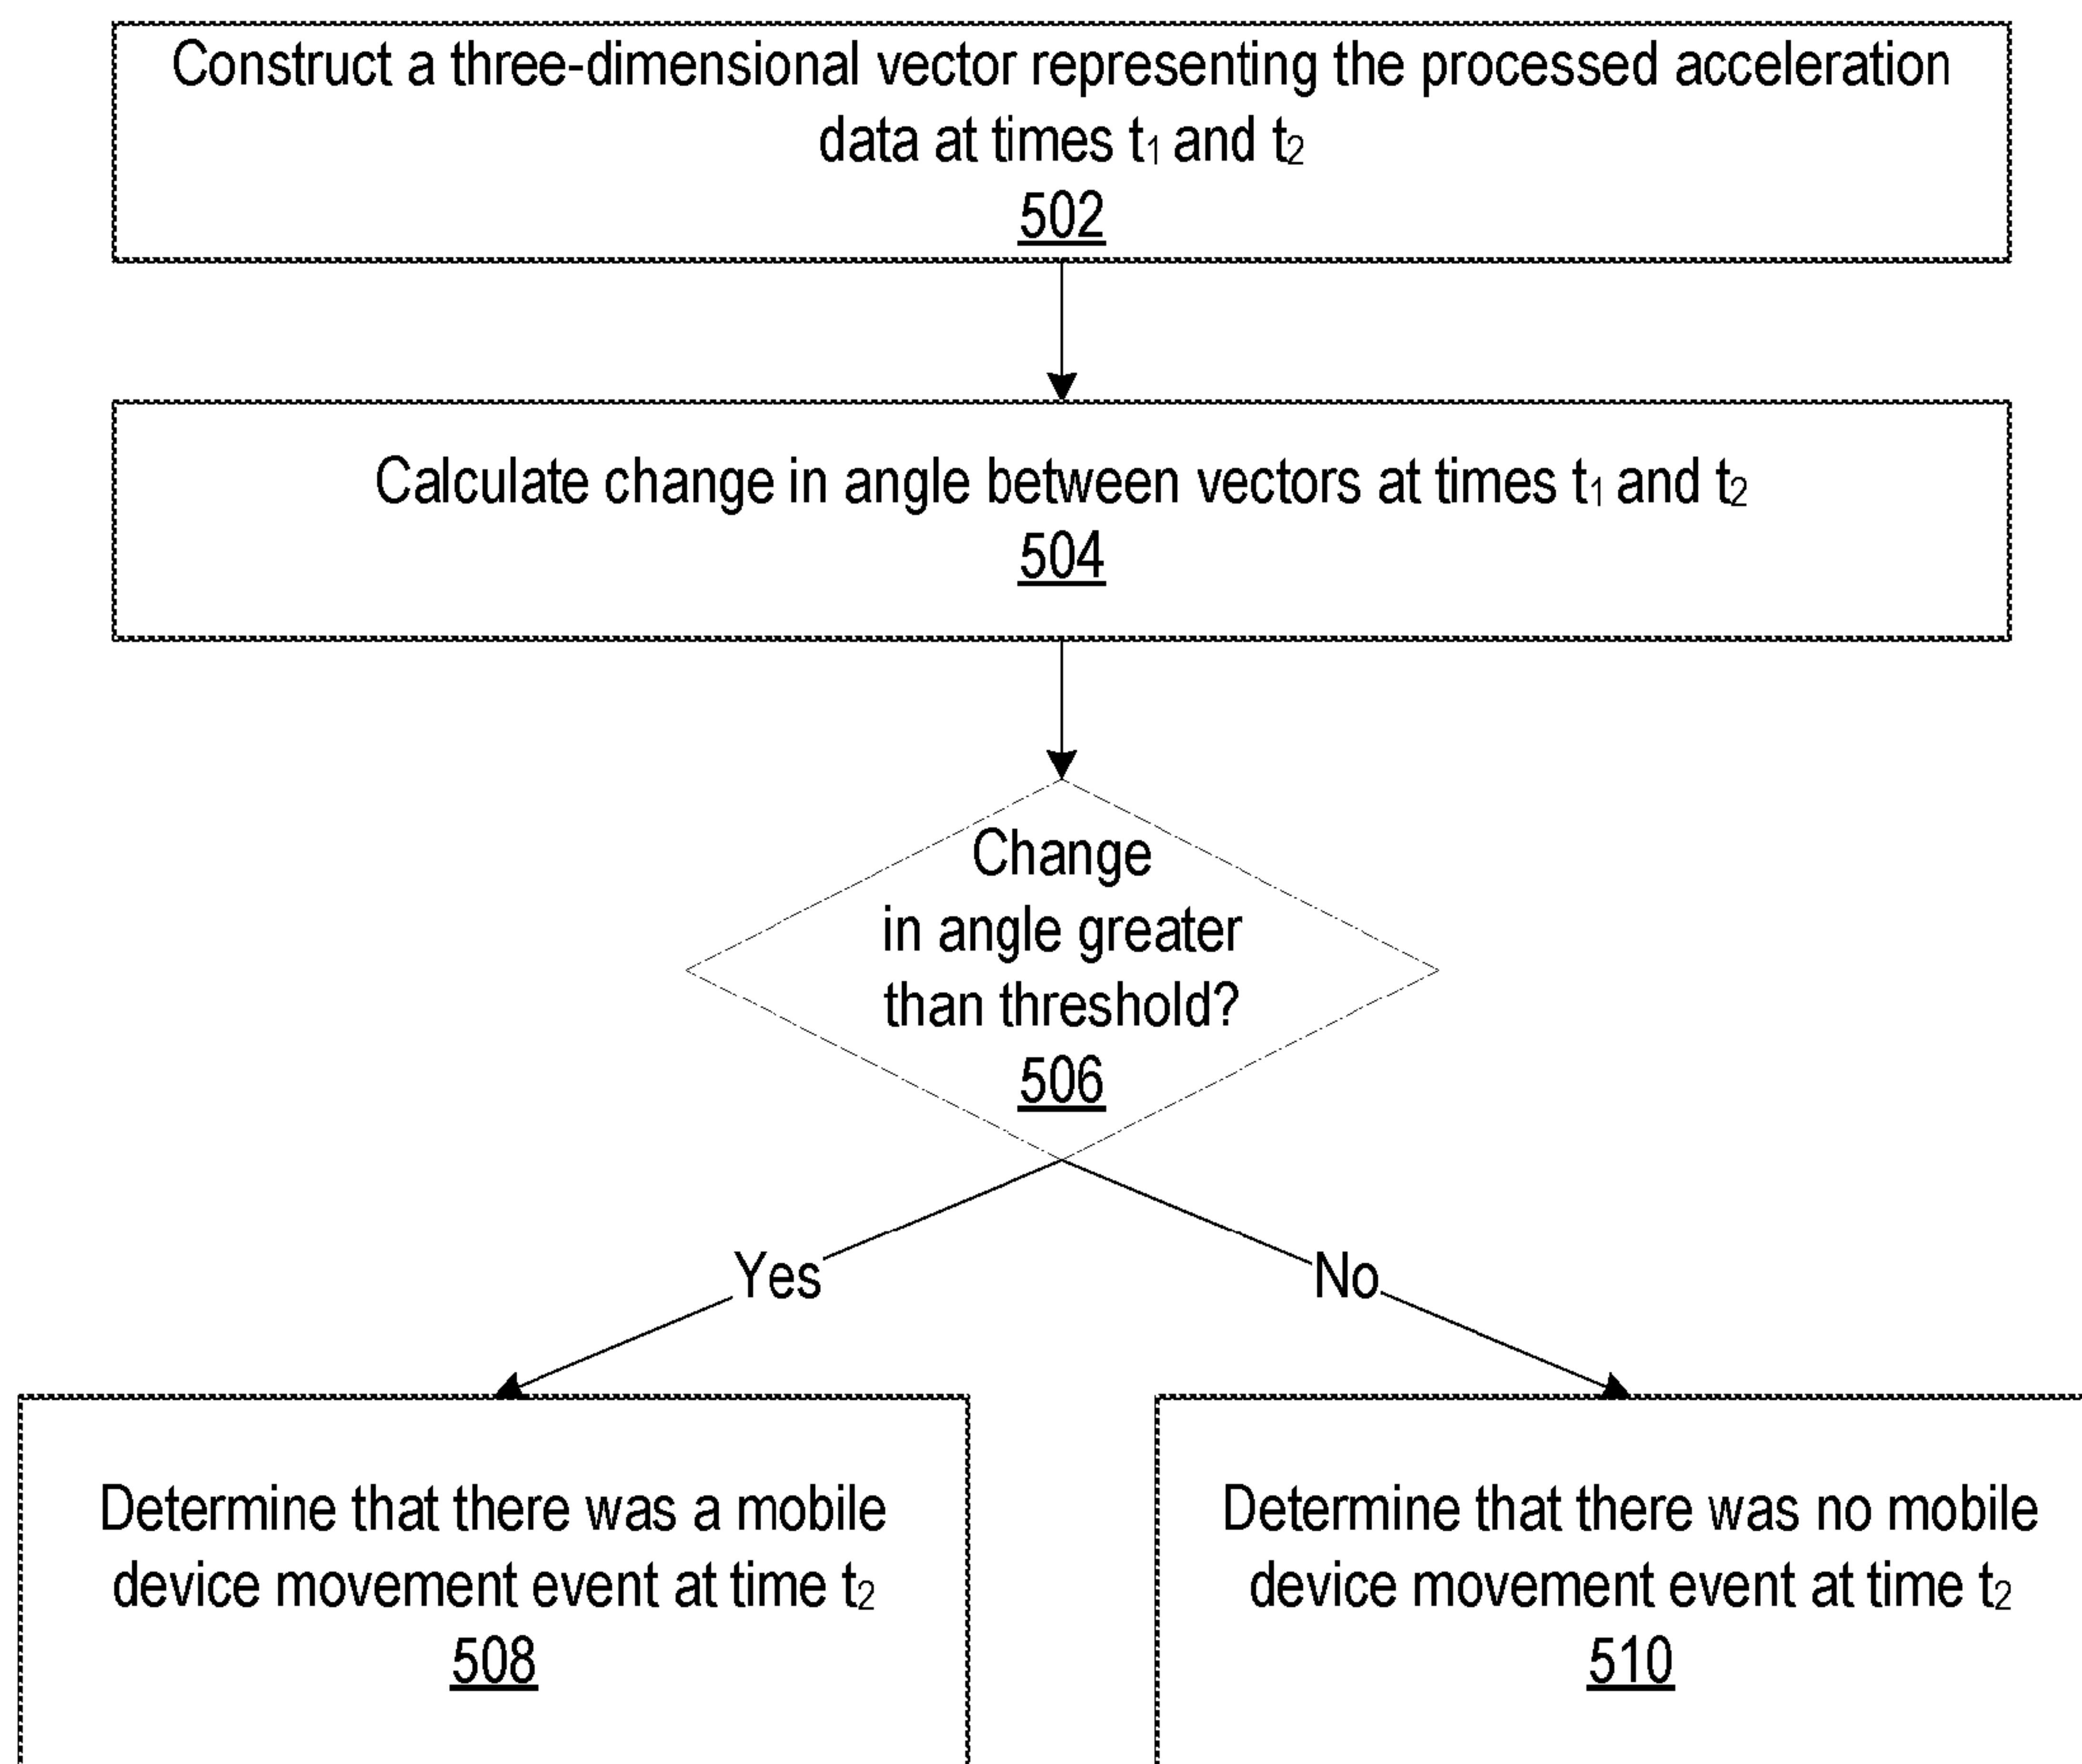 Construct a three-dimensional vector representing the processed acceleration
data at times t₁ and t₂
502
Calculate change in angle between vectors at times t₁ and t₂
504
Change
in angle greater
than threshold?
506
Yes
No
Determine that there was a mobile
device movement event at time t₂
508
Determine that there was no mobile
device movement event at time t₂
510